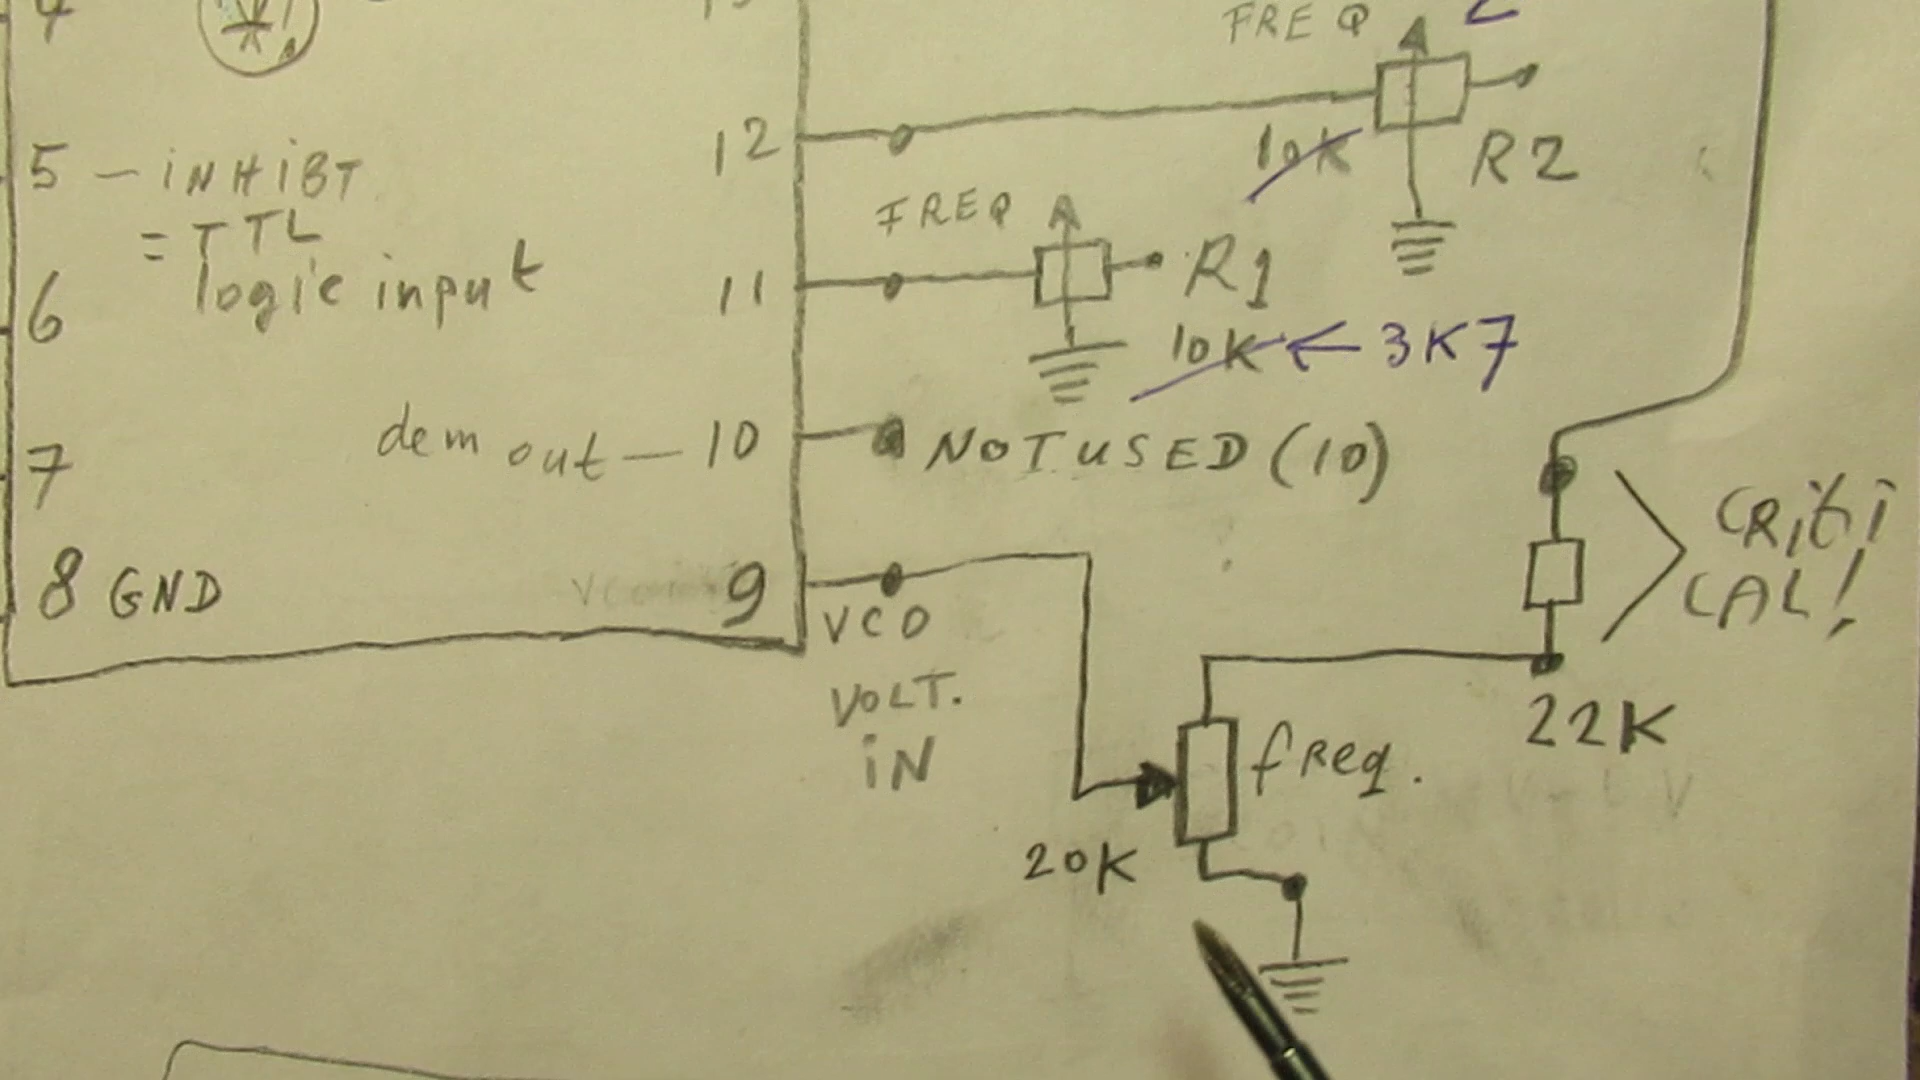 FREQ
12
10K
R2
5 - iNHiBT
= TTL
logic input
FREQ
R1
11
6
10K ← 3K7
dem out — 10
NOT USED (10)
7
CRiti
CAL!
8 GND
9
VCO
VOLT.
iN
22K
freq.
20K